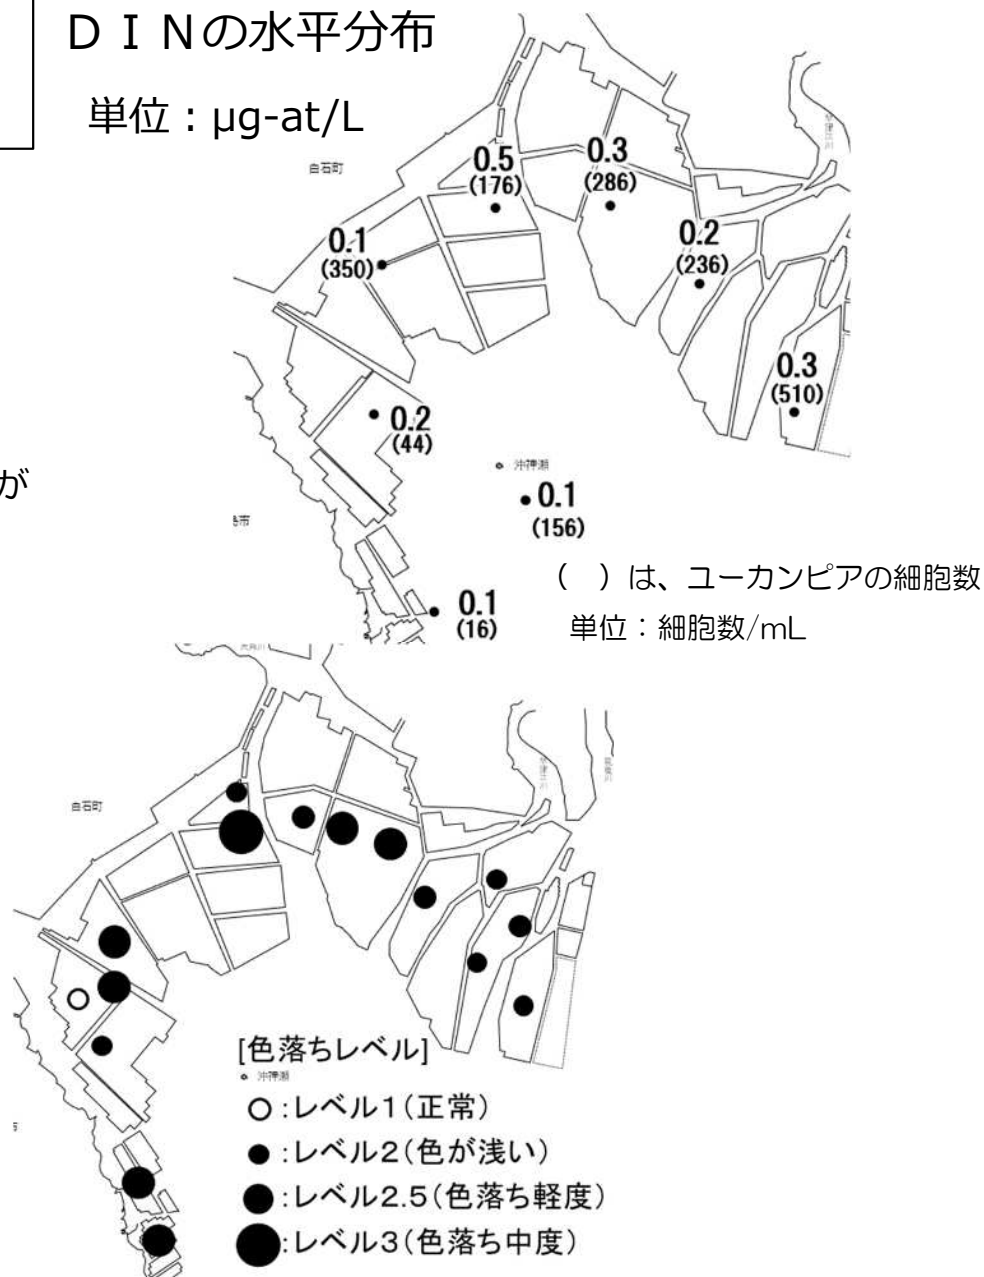 ＤＩＮの水平分布
単位：μg-at/L
白石町
0.5
(176)
0.3
(286)
0.1
(350)
0.2
(236)
0.3
(510)
0.2
(44)
が
沖神瀬
0.1
(156)
島市
（　）は、ユーカンピアの細胞数
0.1
(16)
単位：細胞数/mL
白石町
[色落ちレベル]
沖神瀬
○:レベル1(正常)
●:レベル2(色が浅い)
●:レベル2.5(色落ち軽度)
●:レベル3(色落ち中度)